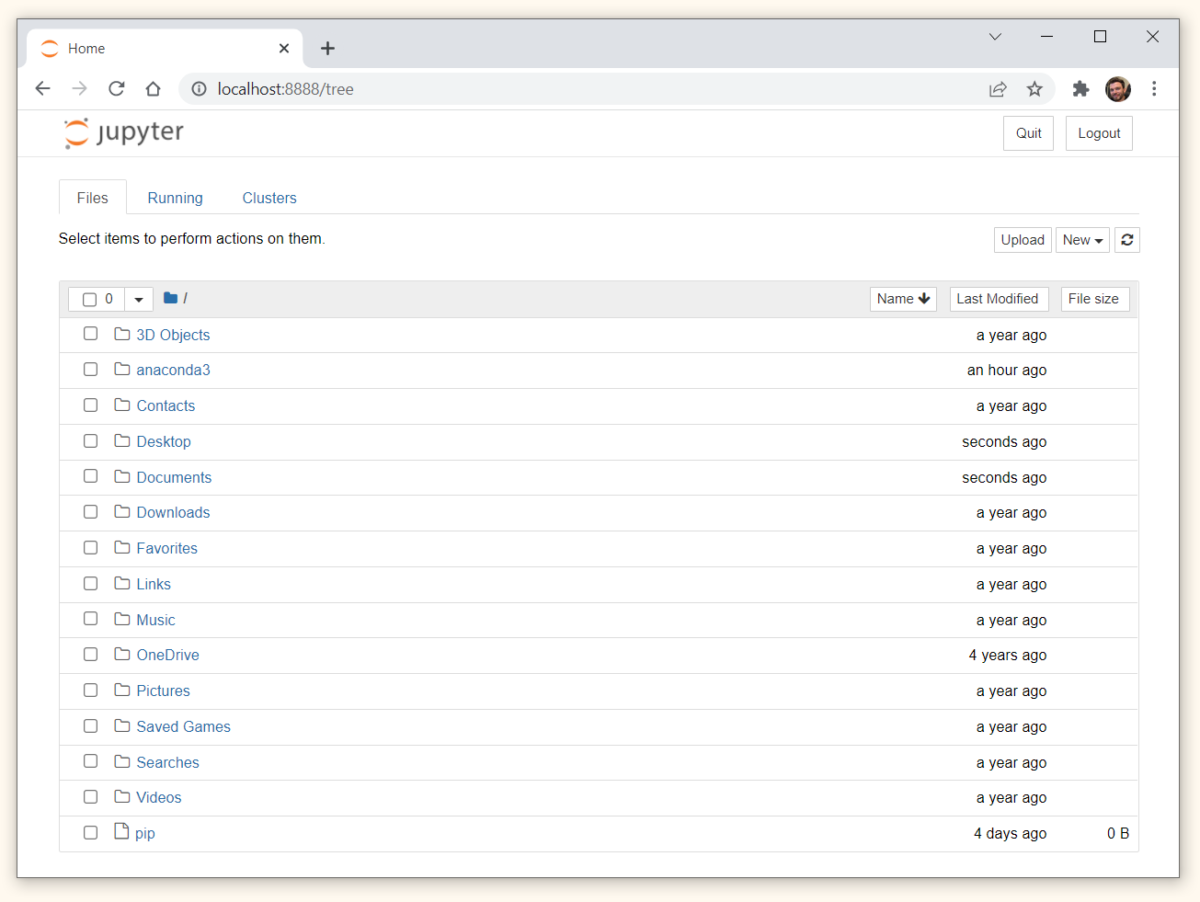 Home
localhost:8888/tree
jupyter
Quit Logout
Files Running Clusters
Select items to perform actions on them.
Upload New
0 / Name Last Modified File size
3D Objects a year ago
anaconda3 an hour ago
Contacts a year ago
Desktop seconds ago
Documents seconds ago
Downloads a year ago
Favorites a year ago
Links a year ago
Music a year ago
OneDrive 4 years ago
Pictures a year ago
Saved Games a year ago
Searches a year ago
Videos a year ago
pip 4 days ago 0 B